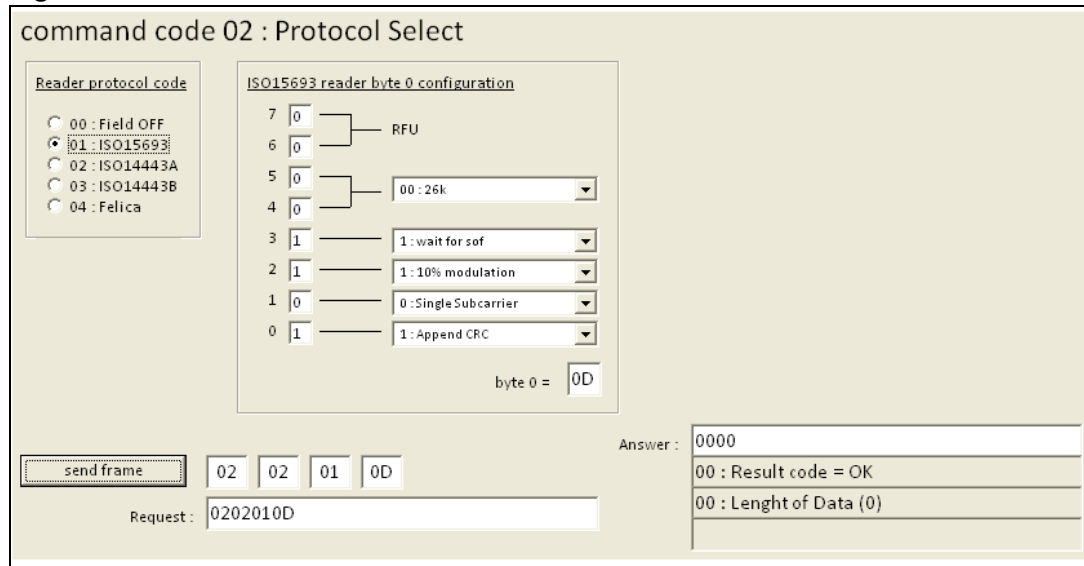 command code 02 : Protocol Select
Reader protocol code
00 : Field OFF
01 : ISO15693
02 : ISO14443A
03 : ISO14443B
04 : Felica
ISO15693 reader byte 0 configuration
7 0
RFU
6 0
5 0
00 : 26k
4 0
3 1 1 : wait for sof
2 1 1 : 10% modulation
1 0 0 : Single Subcarrier
0 1 1 : Append CRC
byte 0 = 0D
send frame 02 02 01 0D
Request : 0202010D
Answer : 0000
00 : Result code = OK
00 : Lenght of Data (0)